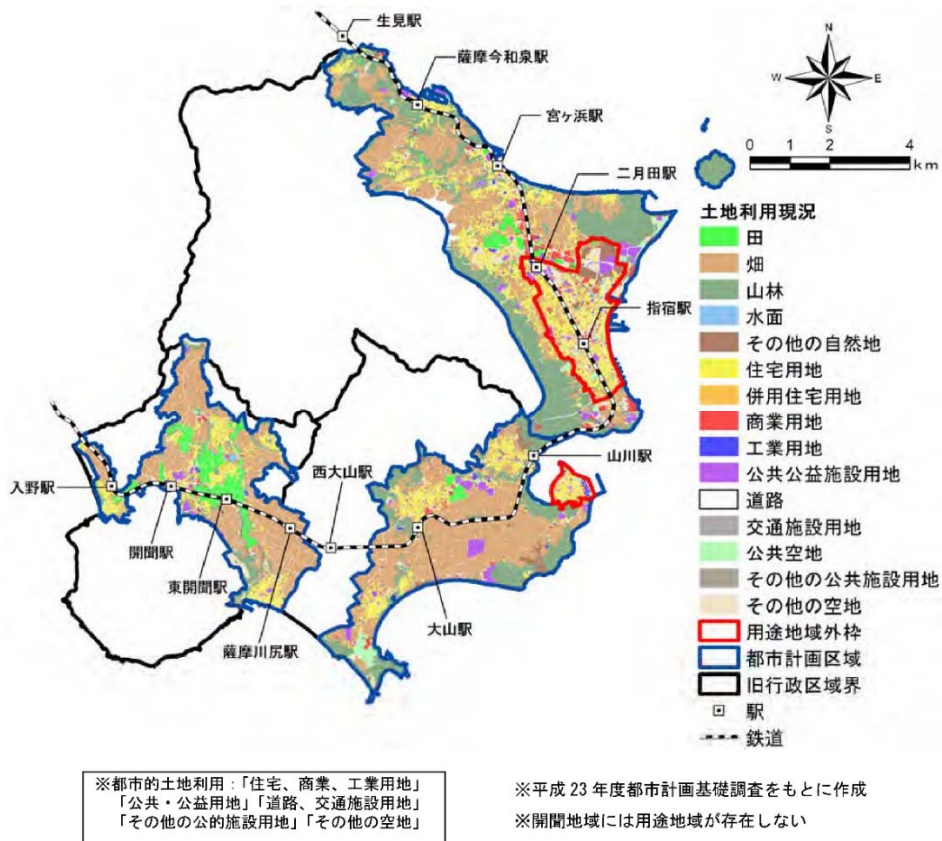 生見駅
薩摩今和泉駅
宮ヶ浜駅
二月田駅
指宿駅
山川駅
西大山駅
入野駅
開聞駅
東開聞駅
薩摩川尻駅
大山駅
N
W
E
S
0 1 2 4
km
土地利用現況
田
畑
山林
水面
その他の自然地
住宅用地
併用住宅用地
商業用地
工業用地
公共公益施設用地
道路
交通施設用地
公共空地
その他の公共施設用地
その他の空地
用途地域外枠
都市計画区域
旧行政区域界
駅
鉄道
※都市的土地利用：「住宅、商業、工業用地」
「公共・公益用地」「道路、交通施設用地」
「その他の公的施設用地」「その他の空地」
※平成 23 年度都市計画基礎調査をもとに作成
※開聞地域には用途地域が存在しない